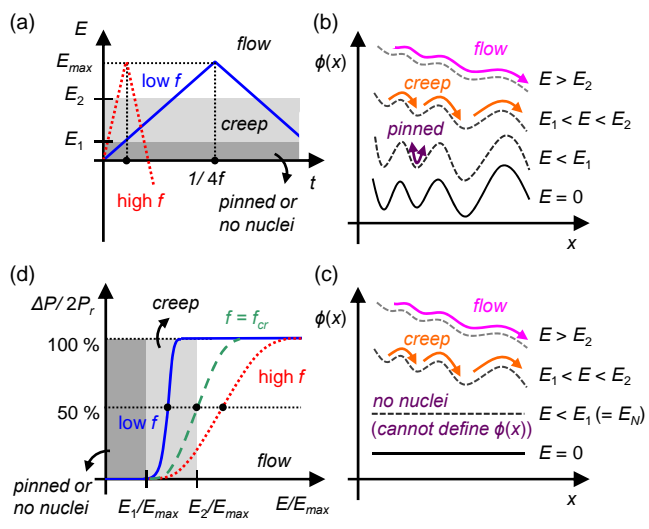 (a)
E
E_max
E_2
E_1
low f
flow
creep
1/4f
t
high f
pinned or
no nuclei
(b)
ϕ(x)
flow
E > E_2
creep
E_1 < E < E_2
pinned
E < E_1
E = 0
x
(d)
ΔP/2P_r
creep
f = f_cr
100 %
high f
50 %
low f
flow
pinned or
no nuclei
E_1/E_max
E_2/E_max
E/E_max
(c)
ϕ(x)
flow
E > E_2
creep
E_1 < E < E_2
no nuclei
E < E_1 (= E_N)
(cannot define ϕ(x))
E = 0
x